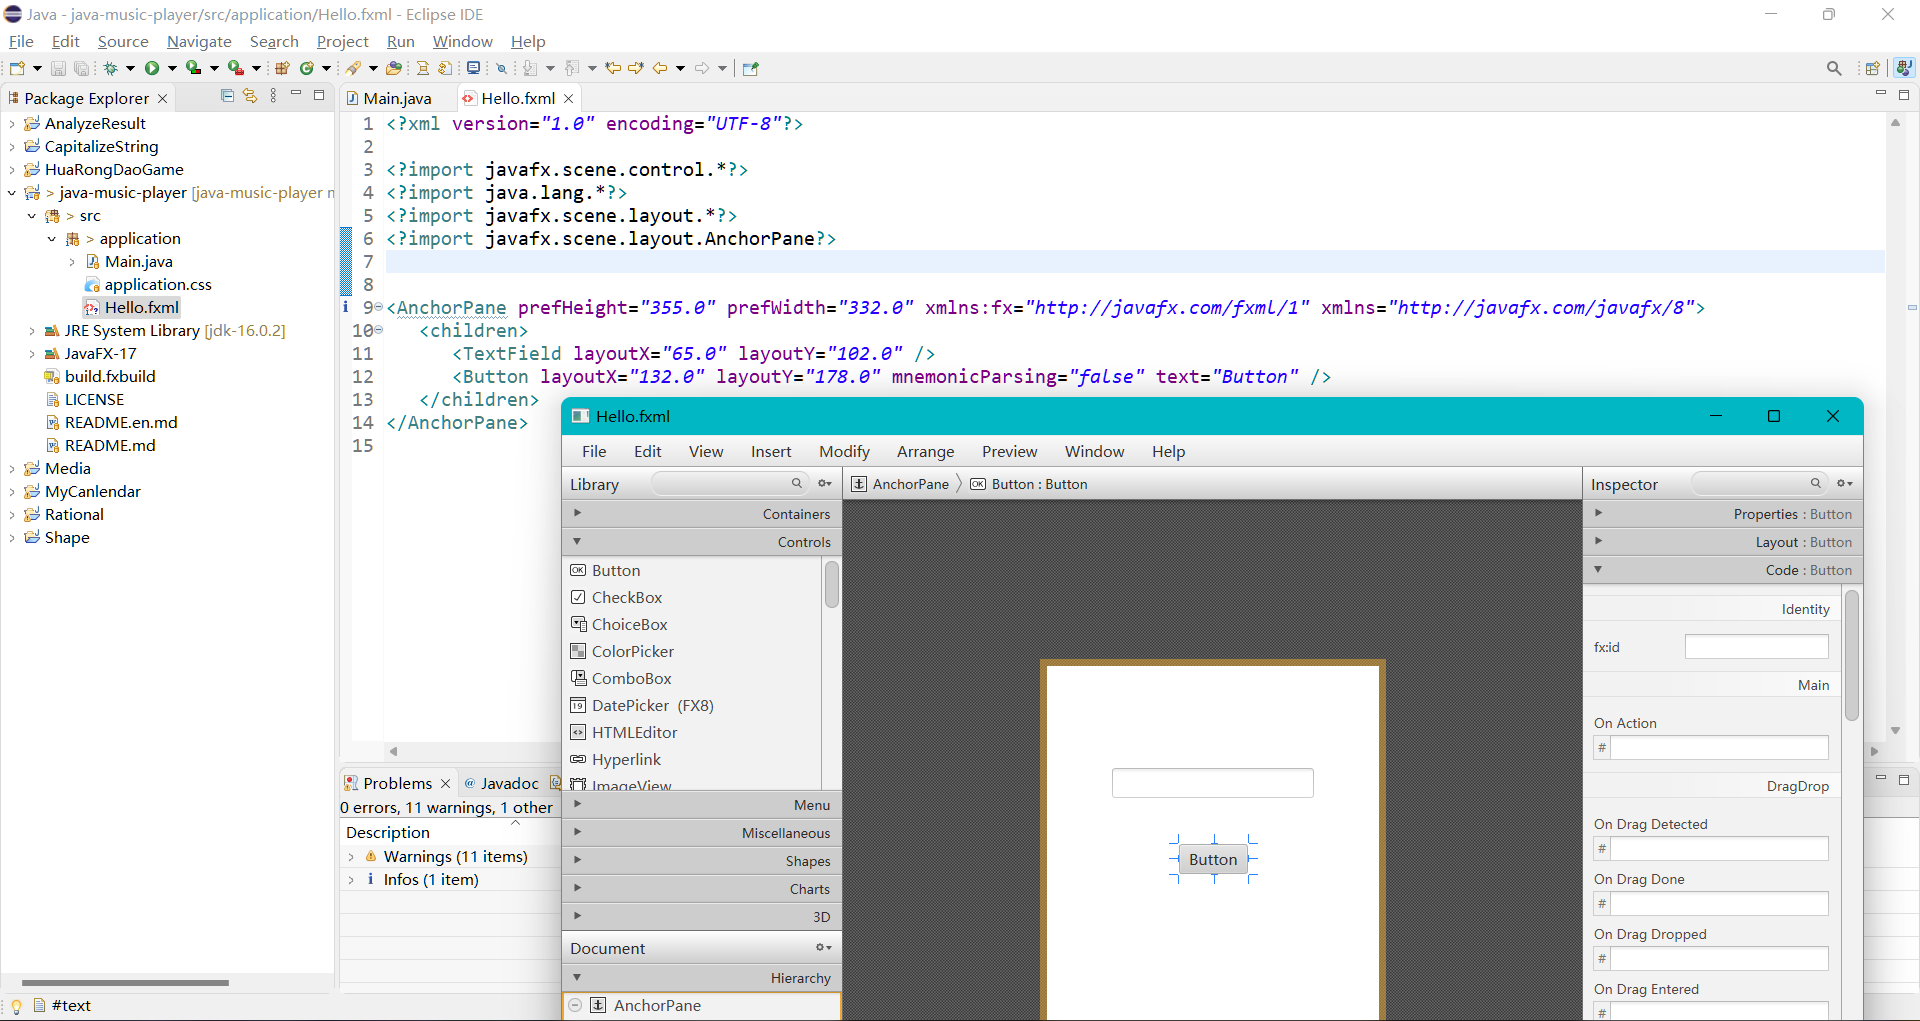 Java - java-music-player/src/application/Hello.fxml - Eclipse IDE
File Edit Source Navigate Search Project Run Window Help
Package Explorer
AnalyzeResult
CapitalizeString
HuaRongDaoGame
> java-music-player [java-music-player
> src
> application
Main.java
application.css
Hello.fxml
JRE System Library [jdk-16.0.2]
JavaFX-17
build.fxbuild
LICENSE
README.en.md
README.md
Media
MyCanlendar
Rational
Shape
#text
Main.java Hello.fxml
1 <?xml version="1.0" encoding="UTF-8"?>
2
3 <?import javafx.scene.control.*?>
4 <?import java.lang.*?>
5 <?import javafx.scene.layout.*?>
6 <?import javafx.scene.layout.AnchorPane?>
7
8
9 <AnchorPane prefHeight="355.0" prefWidth="332.0" xmlns:fx="http://javafx.com/fxml/1" xmlns="http://javafx.com/javafx/8">
10 <children>
11 <TextField layoutX="65.0" layoutY="102.0" />
12 <Button layoutX="132.0" layoutY="178.0" mnemonicParsing="false" text="Button" />
13 </children>
14 </AnchorPane>
15
Problems @ Javadoc
0 errors, 11 warnings, 1 other
Description
Warnings (11 items)
Infos (1 item)
Hello.fxml
File Edit View Insert Modify Arrange Preview Window Help
Library
Containers
Controls
Button
CheckBox
ChoiceBox
ColorPicker
ComboBox
DatePicker (FX8)
HTMLEditor
Hyperlink
ImageView
Menu
Miscellaneous
Shapes
Charts
3D
Document
Hierarchy
AnchorPane
AnchorPane Button : Button
Button
Inspector
Properties : Button
Layout : Button
Code : Button
Identity
fx:id
Main
On Action
#
DragDrop
On Drag Detected
#
On Drag Done
#
On Drag Dropped
#
On Drag Entered
#